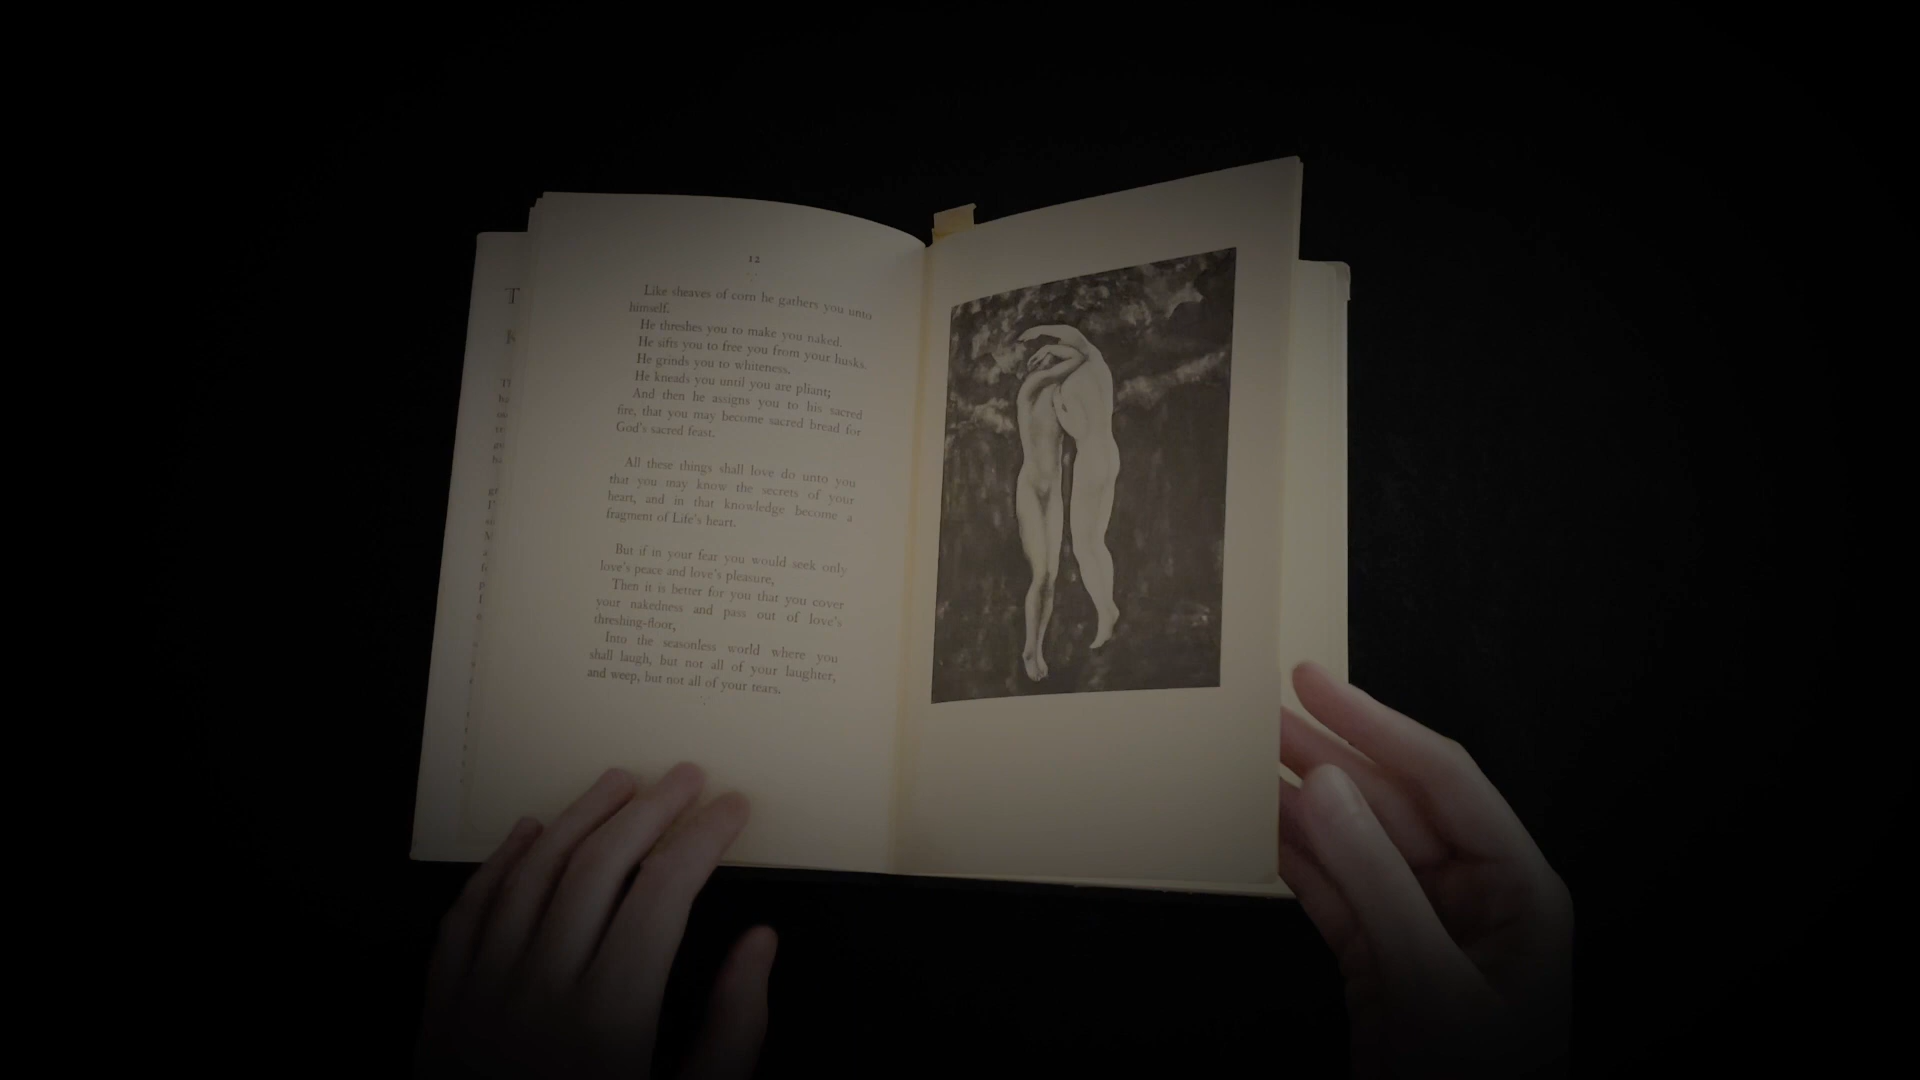 12
Like sheaves of corn he gathers you unto
himself.
He threshes you to make you naked.
He sifts you to free you from your husks.
He grinds you to whiteness.
He kneads you until you are pliant;
And then he assigns you to his sacred
fire, that you may become sacred bread for
God's sacred feast.
All these things shall love do unto you
that you may know the secrets of your
heart, and in that knowledge become a
fragment of Life's heart.
But if in your fear you would seek only
love's peace and love's pleasure,
Then it is better for you that you cover
your nakedness and pass out of love's
threshing-floor,
Into the seasonless world where you
shall laugh, but not all of your laughter,
and weep, but not all of your tears.